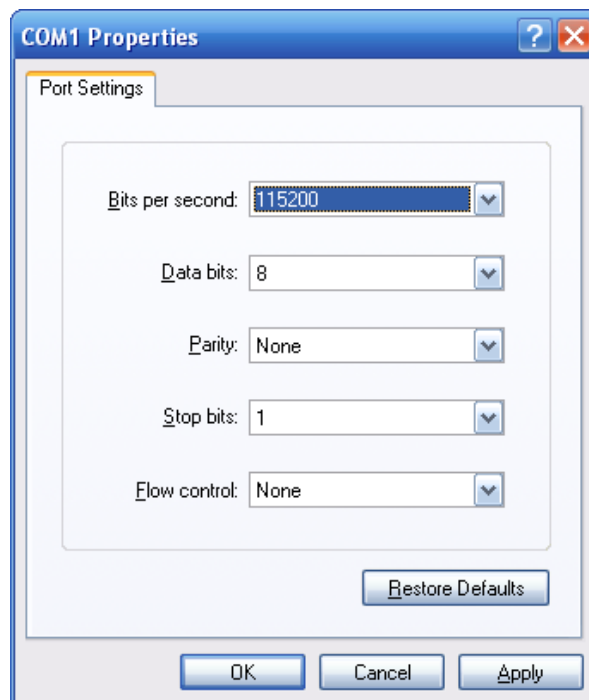 COM1 Properties
Port Settings
Bits per second: 115200
Data bits: 8
Parity: None
Stop bits: 1
Flow control: None
Restore Defaults
OK Cancel Apply